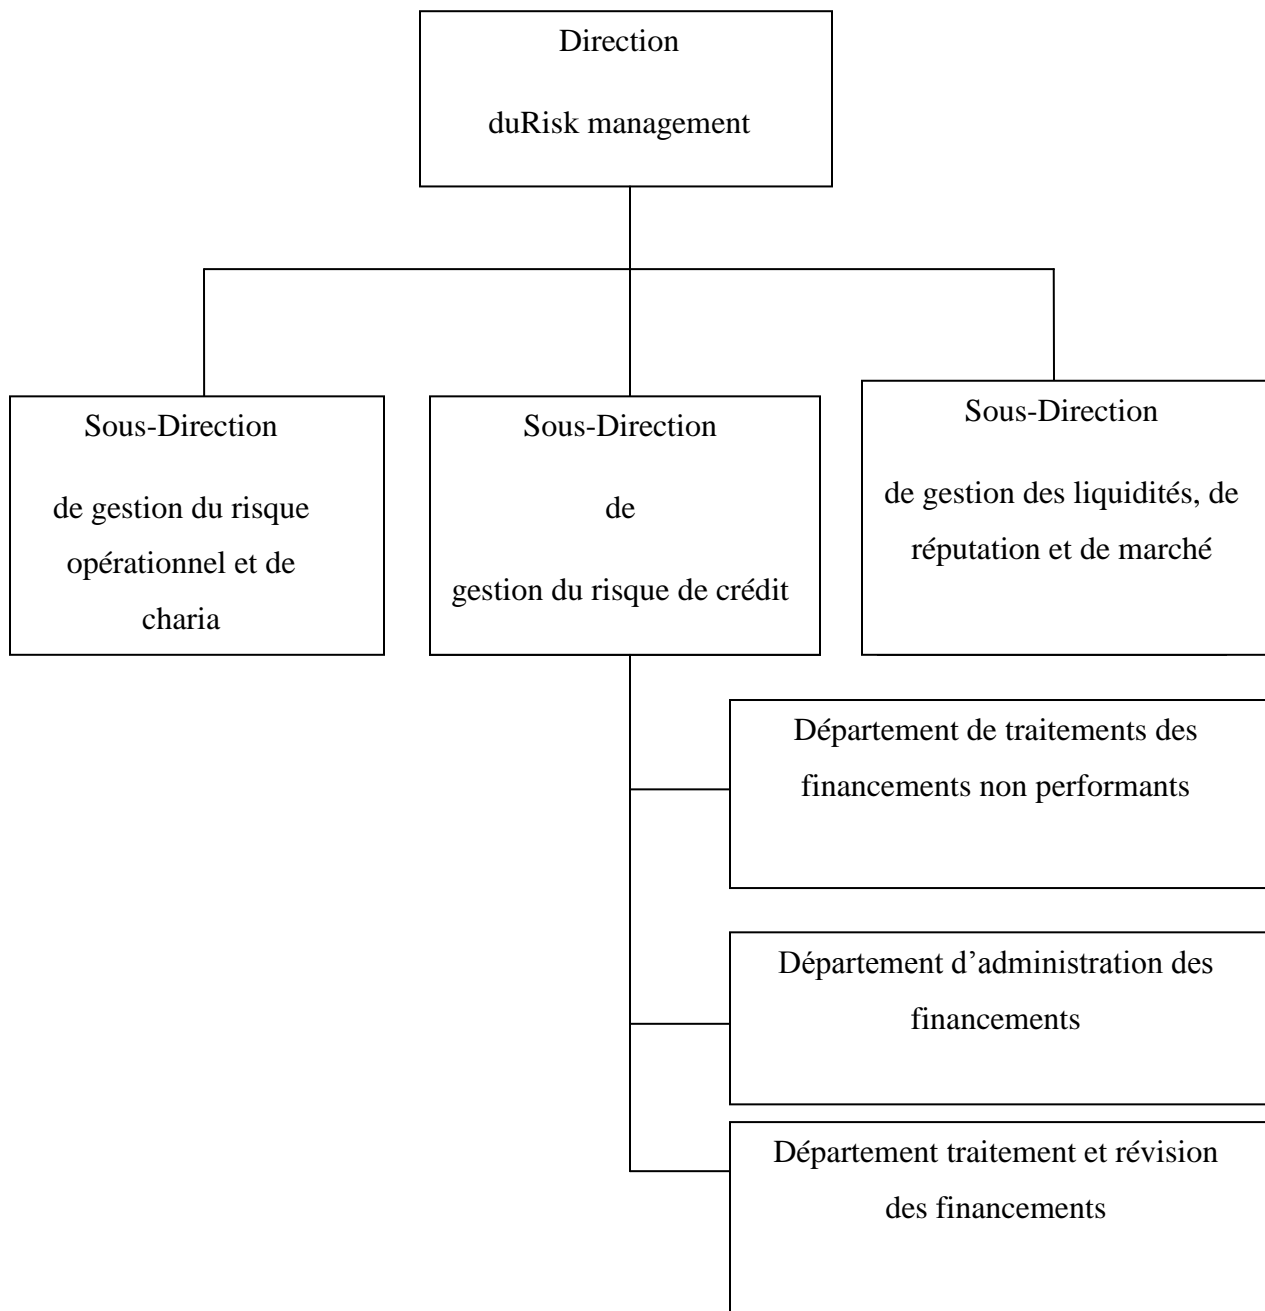 Direction
duRisk management
Sous-Direction
de gestion du risque
opérationnel et de
charia
Sous-Direction
de
gestion du risque de crédit
Sous-Direction
de gestion des liquidités, de
réputation et de marché
Département de traitements des
financements non performants
Département d’administration des
financements
Département traitement et révision
des financements